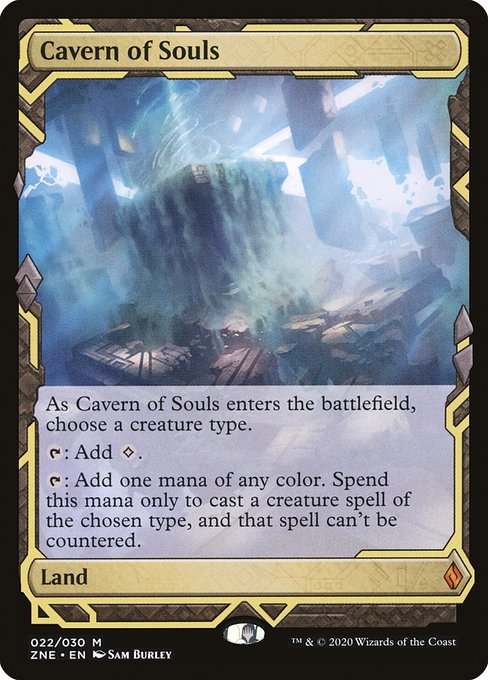 Cavern of Souls
As Cavern of Souls enters the battlefield,
choose a creature type.
: Add .
: Add one mana of any color. Spend
this mana only to cast a creature spell of
the chosen type, and that spell can't be
countered.
Land
022/030 M
ZNE • EN Sam Burley
™ & © 2020 Wizards of the Coast